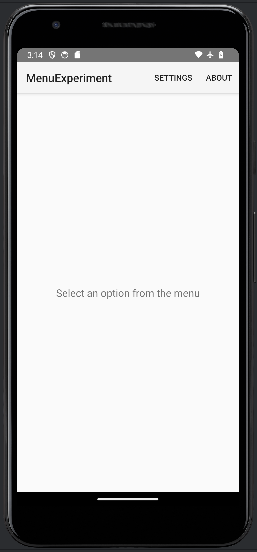 3:14
MenuExperiment SETTINGS ABOUT
Select an option from the menu